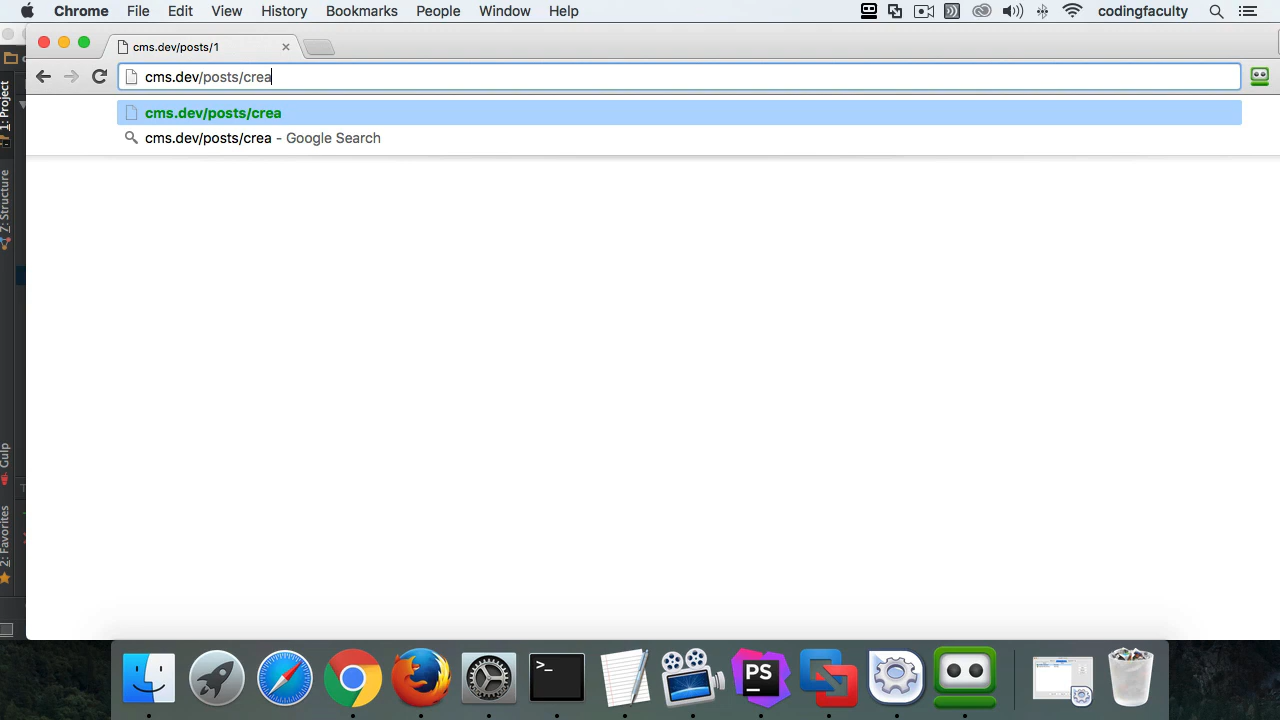 Chrome File Edit View History Bookmarks People Window Help codingfaculty
cms.dev/posts/1
cms.dev/posts/crea
cms.dev/posts/crea
cms.dev/posts/crea - Google Search
1: Project
7: Structure
Gulp
2: Favorites
>_
PS